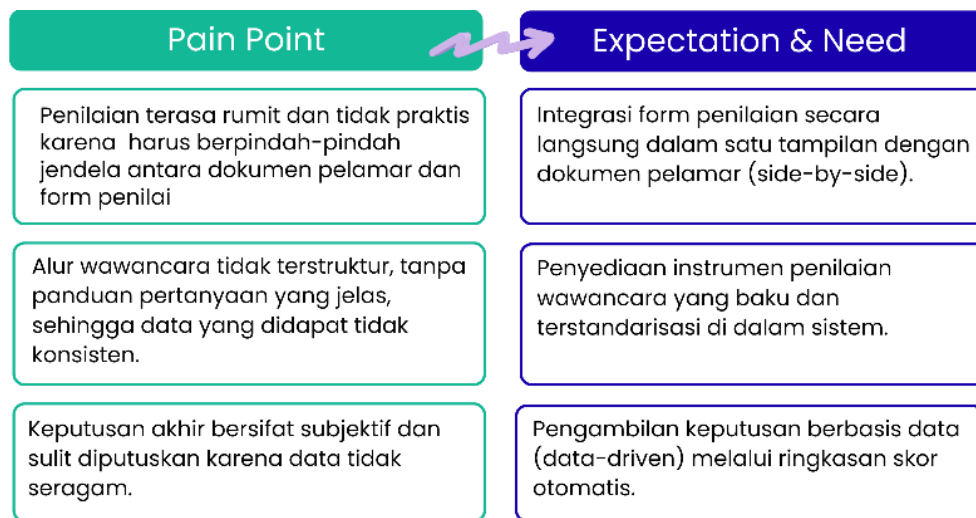 Pain Point
Expectation & Need
Penilaian terasa rumit dan tidak praktis
karena harus berpindah-pindah
jendela antara dokumen pelamar dan
form penilai
Integrasi form penilaian secara
langsung dalam satu tampilan dengan
dokumen pelamar (side-by-side).
Alur wawancara tidak terstruktur, tanpa
panduan pertanyaan yang jelas,
sehingga data yang didapat tidak
konsisten.
Penyediaan instrumen penilaian
wawancara yang baku dan
terstandarisasi di dalam sistem.
Keputusan akhir bersifat subjektif dan
sulit diputuskan karena data tidak
seragam.
Pengambilan keputusan berbasis data
(data-driven) melalui ringkasan skor
otomatis.